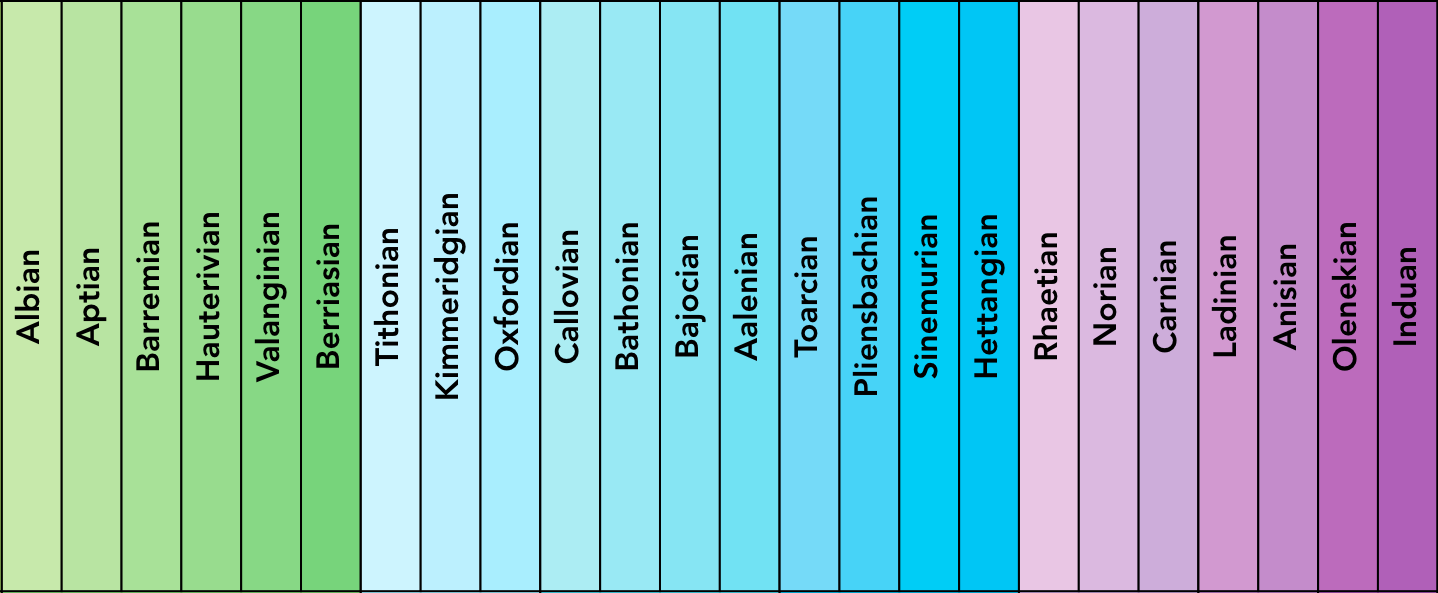 Albian
Aptian
Barremian
Hauterivian
Valanginian
Berriasian
Tithonian
Kimmeridgian
Oxfordian
Callovian
Bathonian
Bajocian
Aalenian
Toarcian
Pliensbachian
Sinemurian
Hettangian
Rhaetian
Norian
Carnian
Ladinian
Anisian
Olenekian
Induan